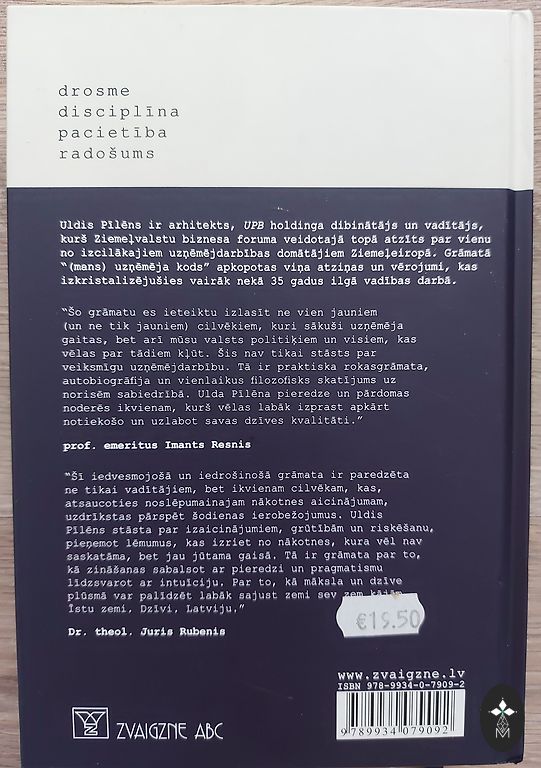 drosme
disciplīna
pacietība
radošums
Uldis Pīlēns ir arhitekts, UPB holdinga dibinātājs un vadītājs,
kurš Ziemeļvalstu biznesa foruma veidotajā topā atzīts par vienu
no izcilākajiem uzņēmējdarbības domātājiem Ziemeļeiropā. Grāmatā
“(mans) uzņēmēja kods” apkopotas viņa atziņas un vērojumi, kas
izkristalizējušies vairāk nekā 35 gadus ilgā vadības darbā.
“Šo grāmatu es ieteiktu izlasīt ne vien jauniem
(un ne tik jauniem) cilvēkiem, kuri sākuši uzņēmēja
gaitas, bet arī mūsu valsts politiķiem un visiem, kas
vēlas par tādiem kļūt. Šis nav tikai stāsts par
veiksmīgu uzņēmējdarbību. Tā ir praktiska rokasgrāmata,
autobiogrāfija un vienlaikus filozofisks skatījums uz
norisēm sabiedrībā. Ulda Pīlēna pieredze un pārdomas
noderēs ikvienam, kurš vēlas labāk izprast apkārt
notiekošo un uzlabot savas dzīves kvalitāti.”
prof. emeritus Imants Resnis
“Šī iedvesmojošā un iedrošinošā grāmata ir paredzēta
ne tikai vadītājiem, bet ikvienam cilvēkam, kas,
atsaucoties noslēpumainajam nākotnes aicinājumam,
uzdrīkstas pārspēt šodienas ierobežojumus. Uldis
Pīlēns stāsta par izaicinājumiem, grūtībām un riskēšanu,
pieņemot lēmumus, kas izriet no nākotnes, kura vēl nav
saskatāma, bet jau jūtama gaisā. Tā ir grāmata par to,
kā zināšanas sabalsot ar pieredzi un pragmatismu
līdzsvarot ar intuīciju. Par to, kā māksla un dzīve
plūsmā var palīdzēt labāk sajust zemi sev zem kājām
Īstu zemi. Dzīvi. Latviju.”
€19.50
Dr. theol. Juris Rubenis
www.zvaigzne.lv
ISBN 978-9934-0-7909-2
9789934079092
ZVAIGZNE ABC